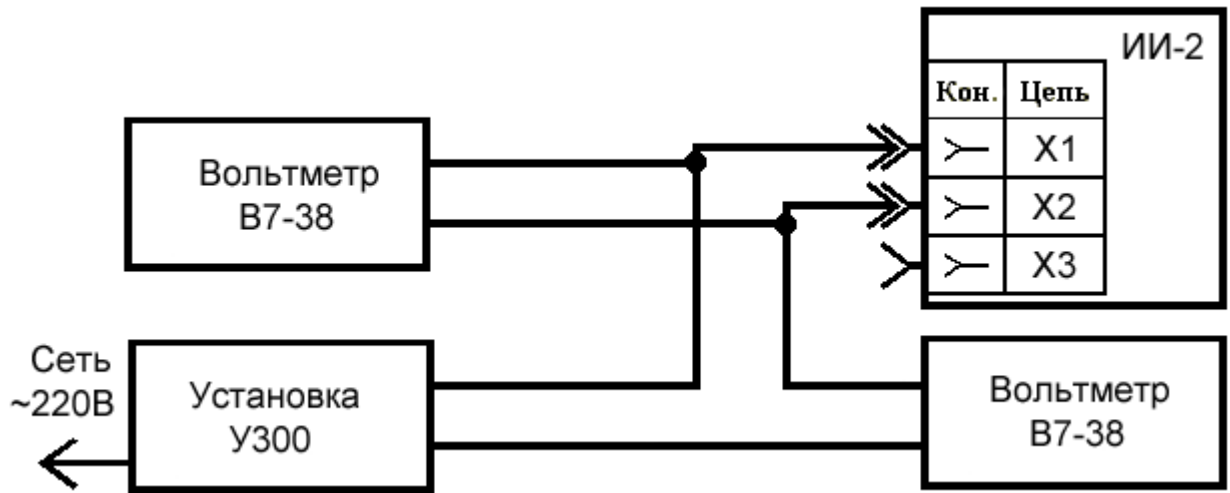 ИИ-2
Кон. Цепь
X1
X2
X3
Вольтметр
В7-38
Сеть
~220В
Установка
У300
Вольтметр
В7-38